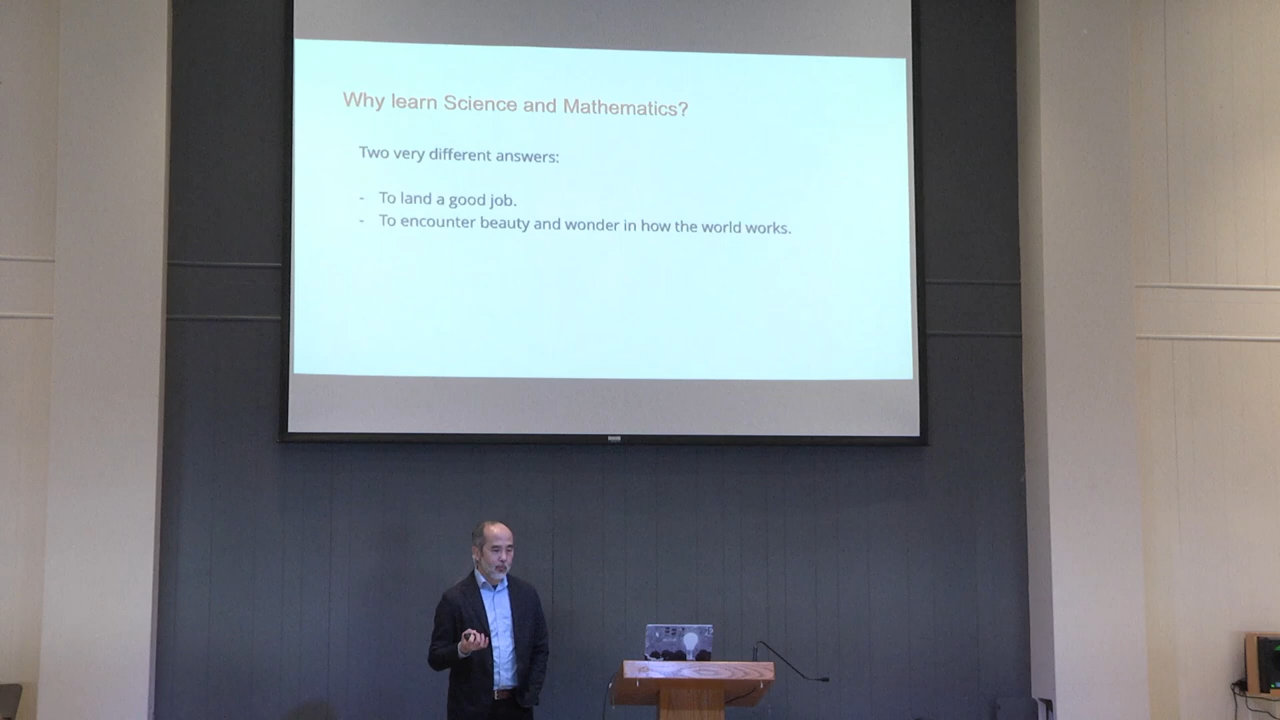 Why learn Science and Mathematics?
Two very different answers:
- To land a good job.
- To encounter beauty and wonder in how the world works.